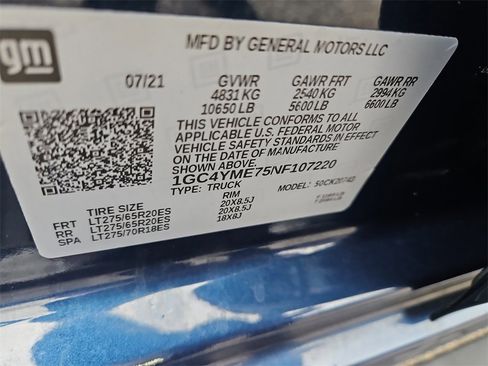 gm
MFD BY GENERAL MOTORS LLC
07/21 GVWR GAWR FRT GAWR RR
4831 KG 2540 KG 2994 KG
10650 LB 5600 LB 6600 LB
THIS VEHICLE CONFORMS TO ALL
APPLICABLE U.S. FEDERAL MOTOR
VEHICLE SAFETY STANDARDS IN EFFECT
ON THE DATE OF MANUFACTURE SHOWN ABOVE.
1GC4YME75NF107220
TYPE: TRUCK MODEL:
TIRE SIZE RIM
FRT LT275/65R20ES 20X8.5J
RR LT275/65R20ES 20X8.5J
SPA LT275/70R18ES 18X8J